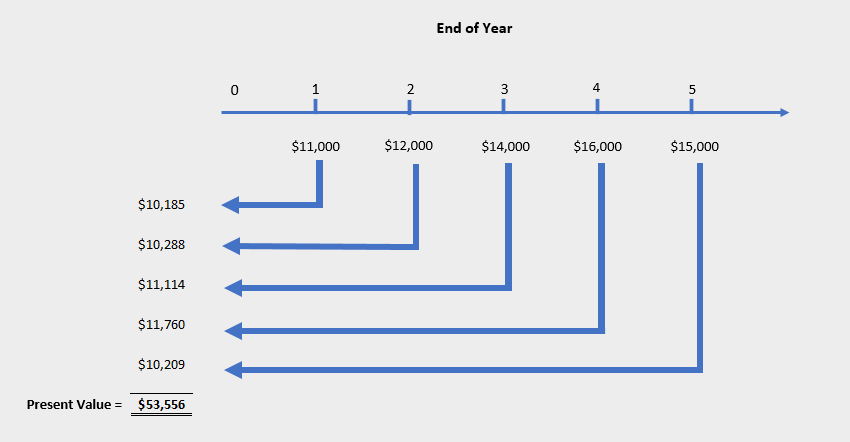 End of Year
0 1 2 3 4 5
$11,000 $12,000 $14,000 $16,000 $15,000
$10,185
$10,288
$11,114
$11,760
$10,209
Present Value = $53,556